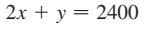 2x + y = 2400